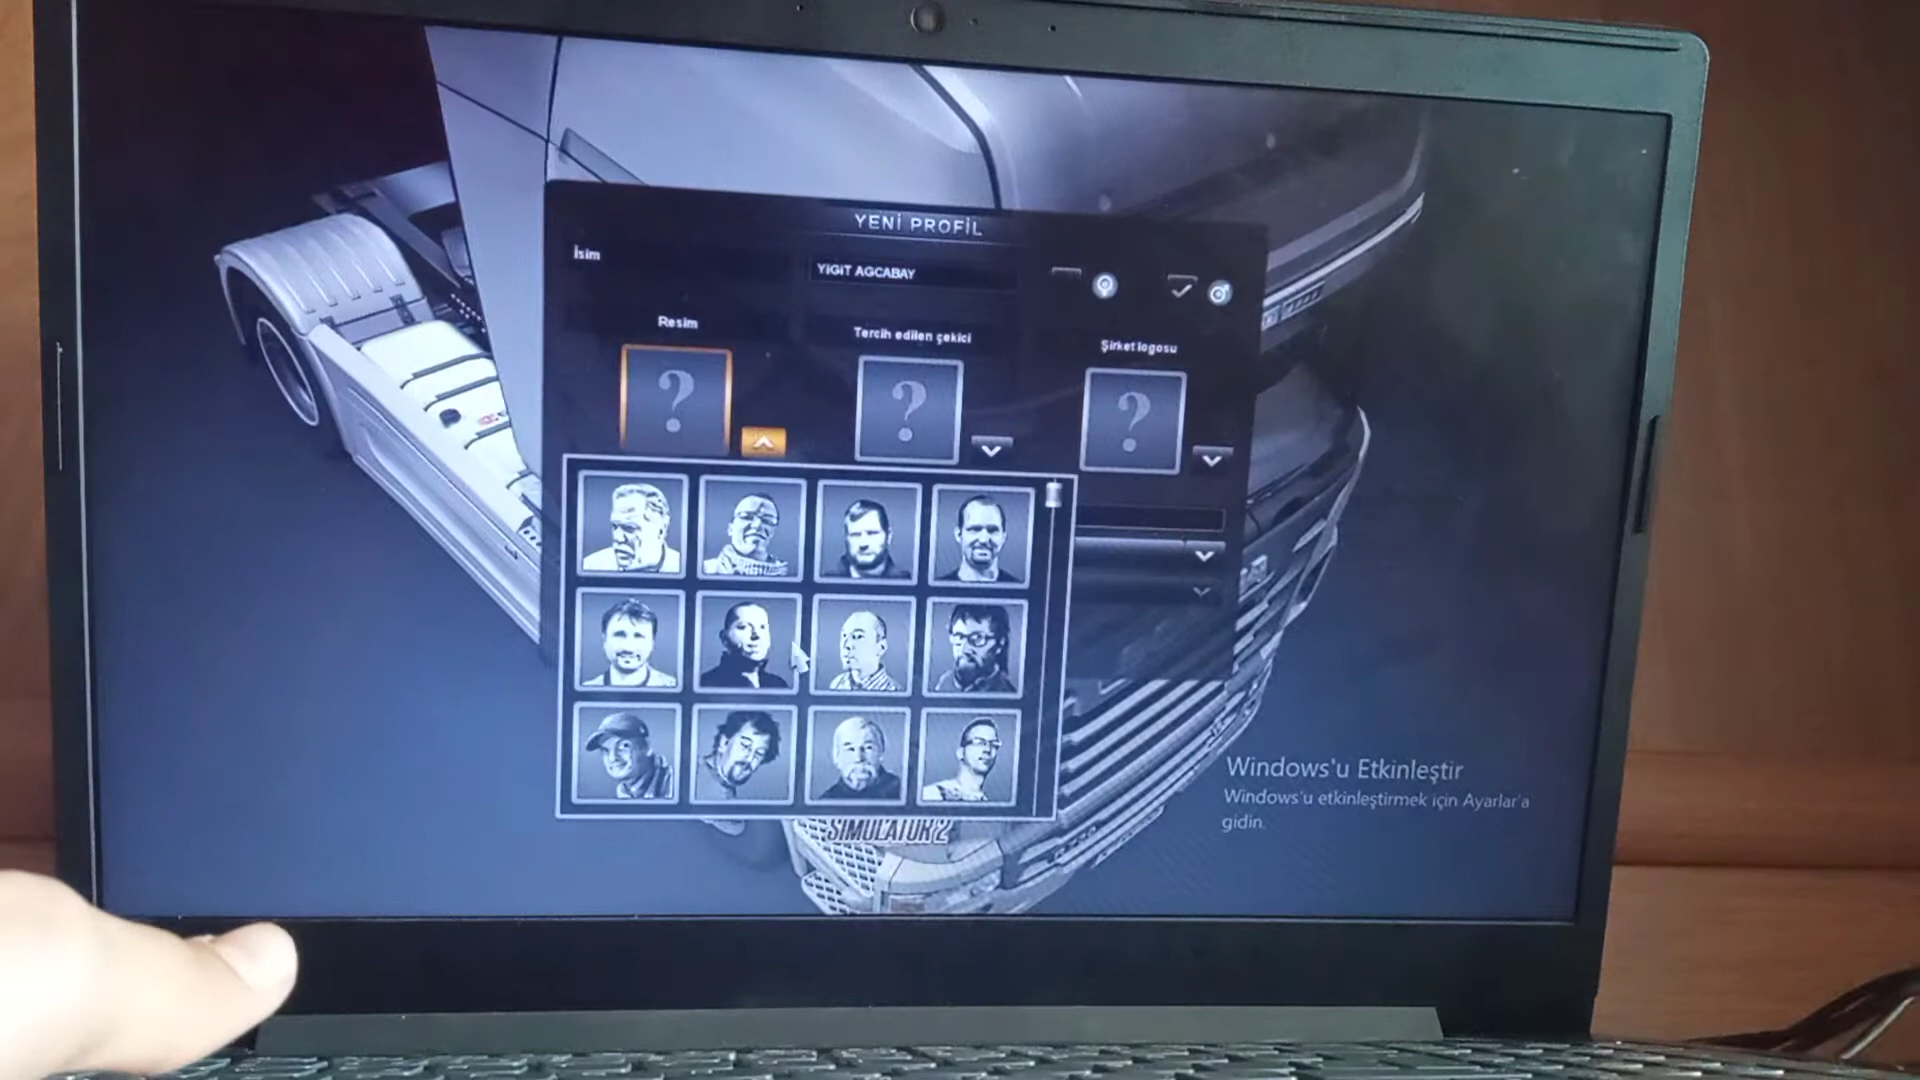 YENİ PROFİL
İsim
YiGiT AGCABAY
Resim
Tercih edilen çekici
Şirket logosu
SIMULATOR 2
Windows'u Etkinleştir
Windows'u etkinleştirmek için Ayarlar'a
gidin.